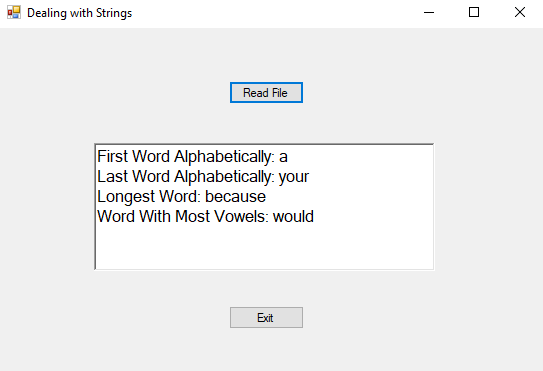 Dealing with Strings
Read File
First Word Alphabetically: a
Last Word Alphabetically: your
Longest Word: because
Word With Most Vowels: would
Exit